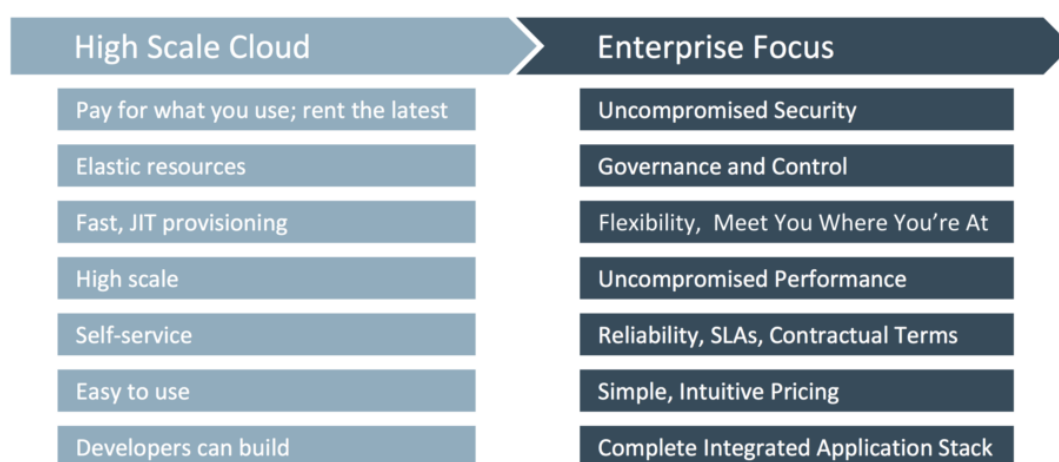 High Scale Cloud
Pay for what you use; rent the latest
Elastic resources
Fast, JIT provisioning
High scale
Self-service
Easy to use
Developers can build
Enterprise Focus
Uncompromised Security
Governance and Control
Flexibility,  Meet You Where You’re At
Uncompromised Performance
Reliability, SLAs, Contractual Terms
Simple, Intuitive Pricing
Complete Integrated Application Stack